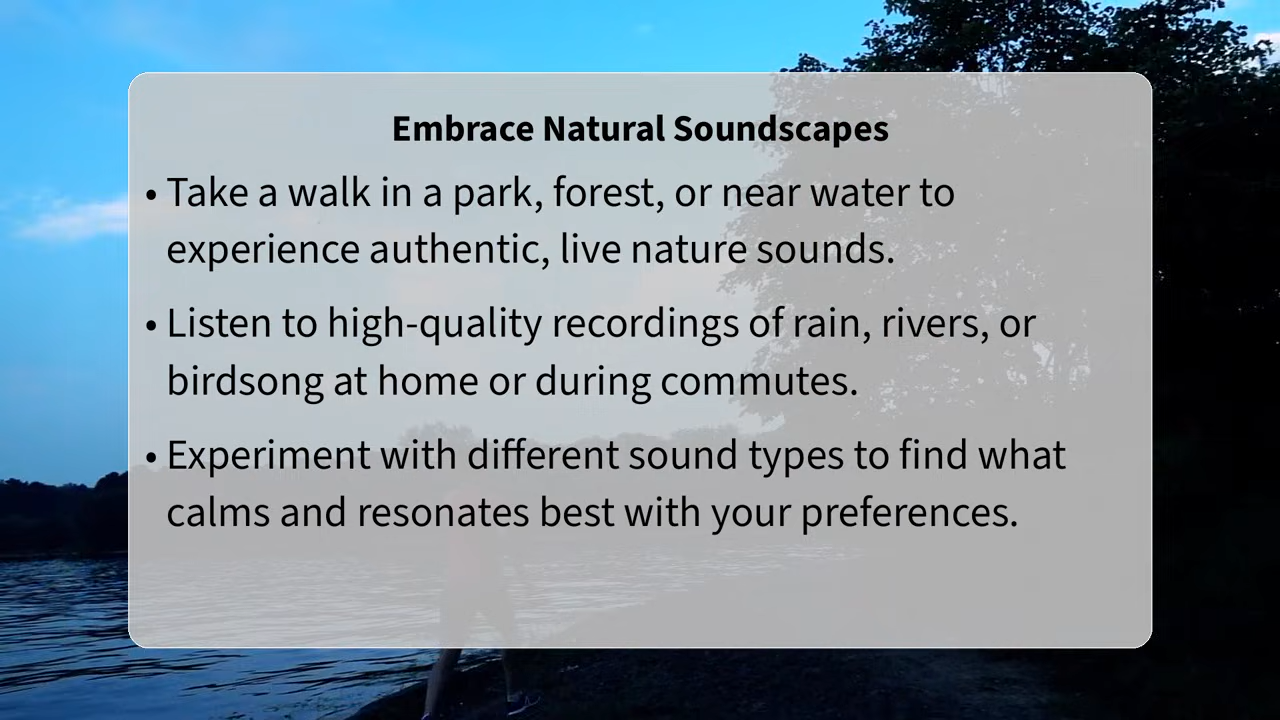 Embrace Natural Soundscapes
• Take a walk in a park, forest, or near water to
experience authentic, live nature sounds.
• Listen to high-quality recordings of rain, rivers, or
birdsong at home or during commutes.
• Experiment with different sound types to find what
calms and resonates best with your preferences.